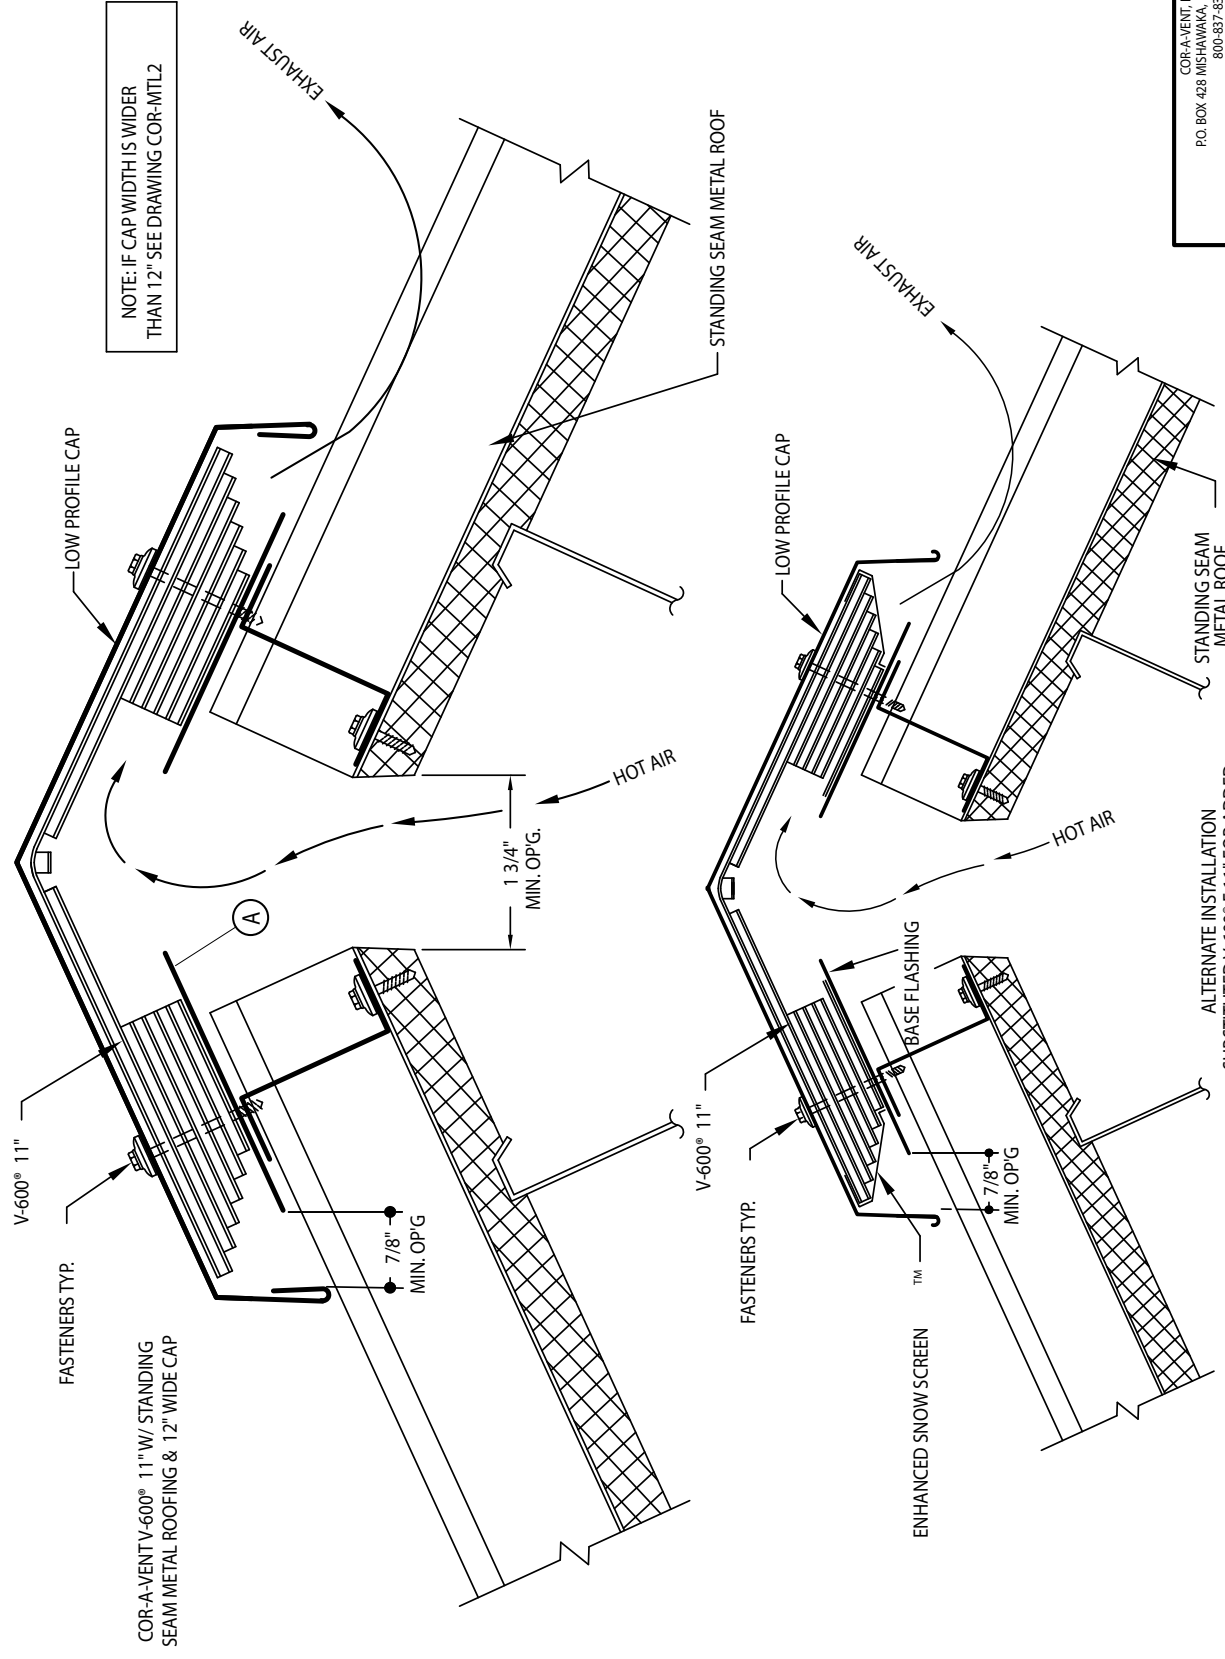 COR-A-VENT V-600® 11" W/ STANDING
SEAM METAL ROOFING & 12" WIDE CAP
FASTENERS TYP.
V-600® 11"
7/8"
MIN. OP'G
A
1 3/4"
MIN. OP'G.
HOT AIR
LOW PROFILE CAP
NOTE: IF CAP WIDTH IS WIDER
THAN 12" SEE DRAWING COR-MTL2
EXHAUST AIR
STANDING SEAM METAL ROOF
ENHANCED SNOW SCREEN
TM
FASTENERS TYP.
V-600® 11"
7/8"
MIN. OP'G
BASE FLASHING
HOT AIR
LOW PROFILE CAP
EXHAUST AIR
STANDING SEAM
METAL ROOF
ALTERNATE INSTALLATION
FOR ADDED
COR-A-VENT,
P.O. BOX 428 MISHAWAKA,
800-837-